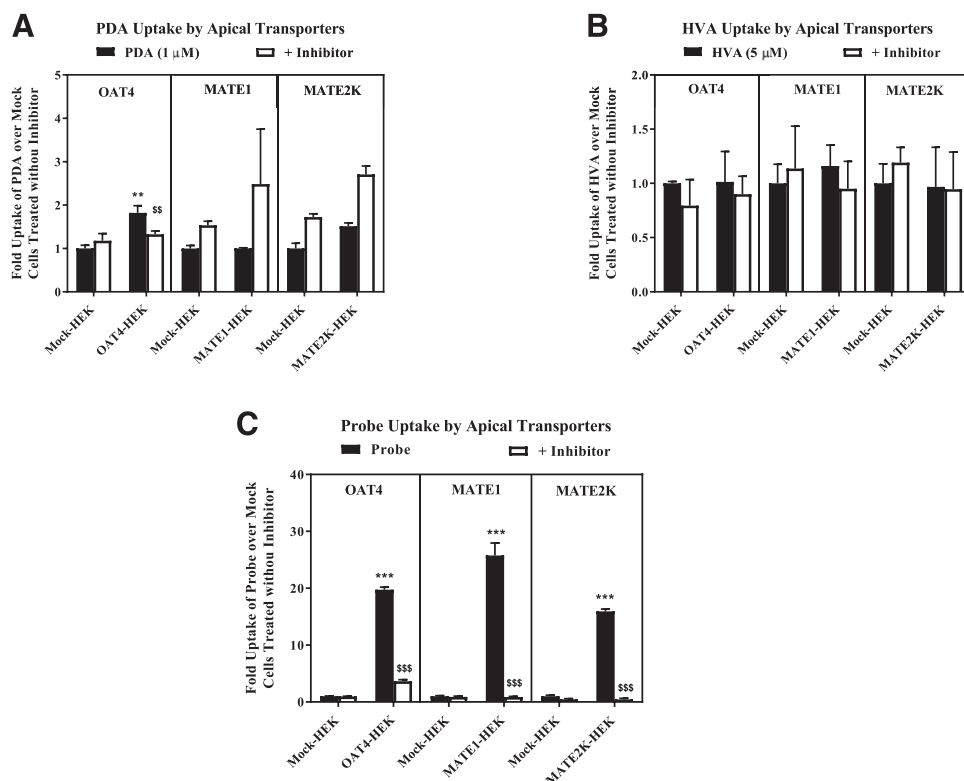 A
PDA Uptake by Apical Transporters
PDA (1 μM)
+ Inhibitor
Fold Uptake of PDA over Mock
Cells Treated withou Inhibitor
5
4
3
2
1
0
OAT4
MATE1
MATE2K
**
$$
Mock-HEK
OAT4-HEK
Mock-HEK
MATE1-HEK
Mock-HEK
MATE2K-HEK
B
HVA Uptake by Apical Transporters
HVA (5 μM)
+ Inhibitor
Fold Uptake of HVA over Mock
Cells Treated withou Inhibitor
2.0
1.5
1.0
0.5
0.0
OAT4
MATE1
MATE2K
Mock-HEK
OAT4-HEK
Mock-HEK
MATE1-HEK
Mock-HEK
MATE2K-HEK
C
Probe Uptake by Apical Transporters
Probe
+ Inhibitor
Fold Uptake of Probe over Mock
Cells Treated withou Inhibitor
40
30
20
10
0
OAT4
MATE1
MATE2K
***
$$$
***
$$$
***
$$$
Mock-HEK
OAT4-HEK
Mock-HEK
MATE1-HEK
Mock-HEK
MATE2K-HEK